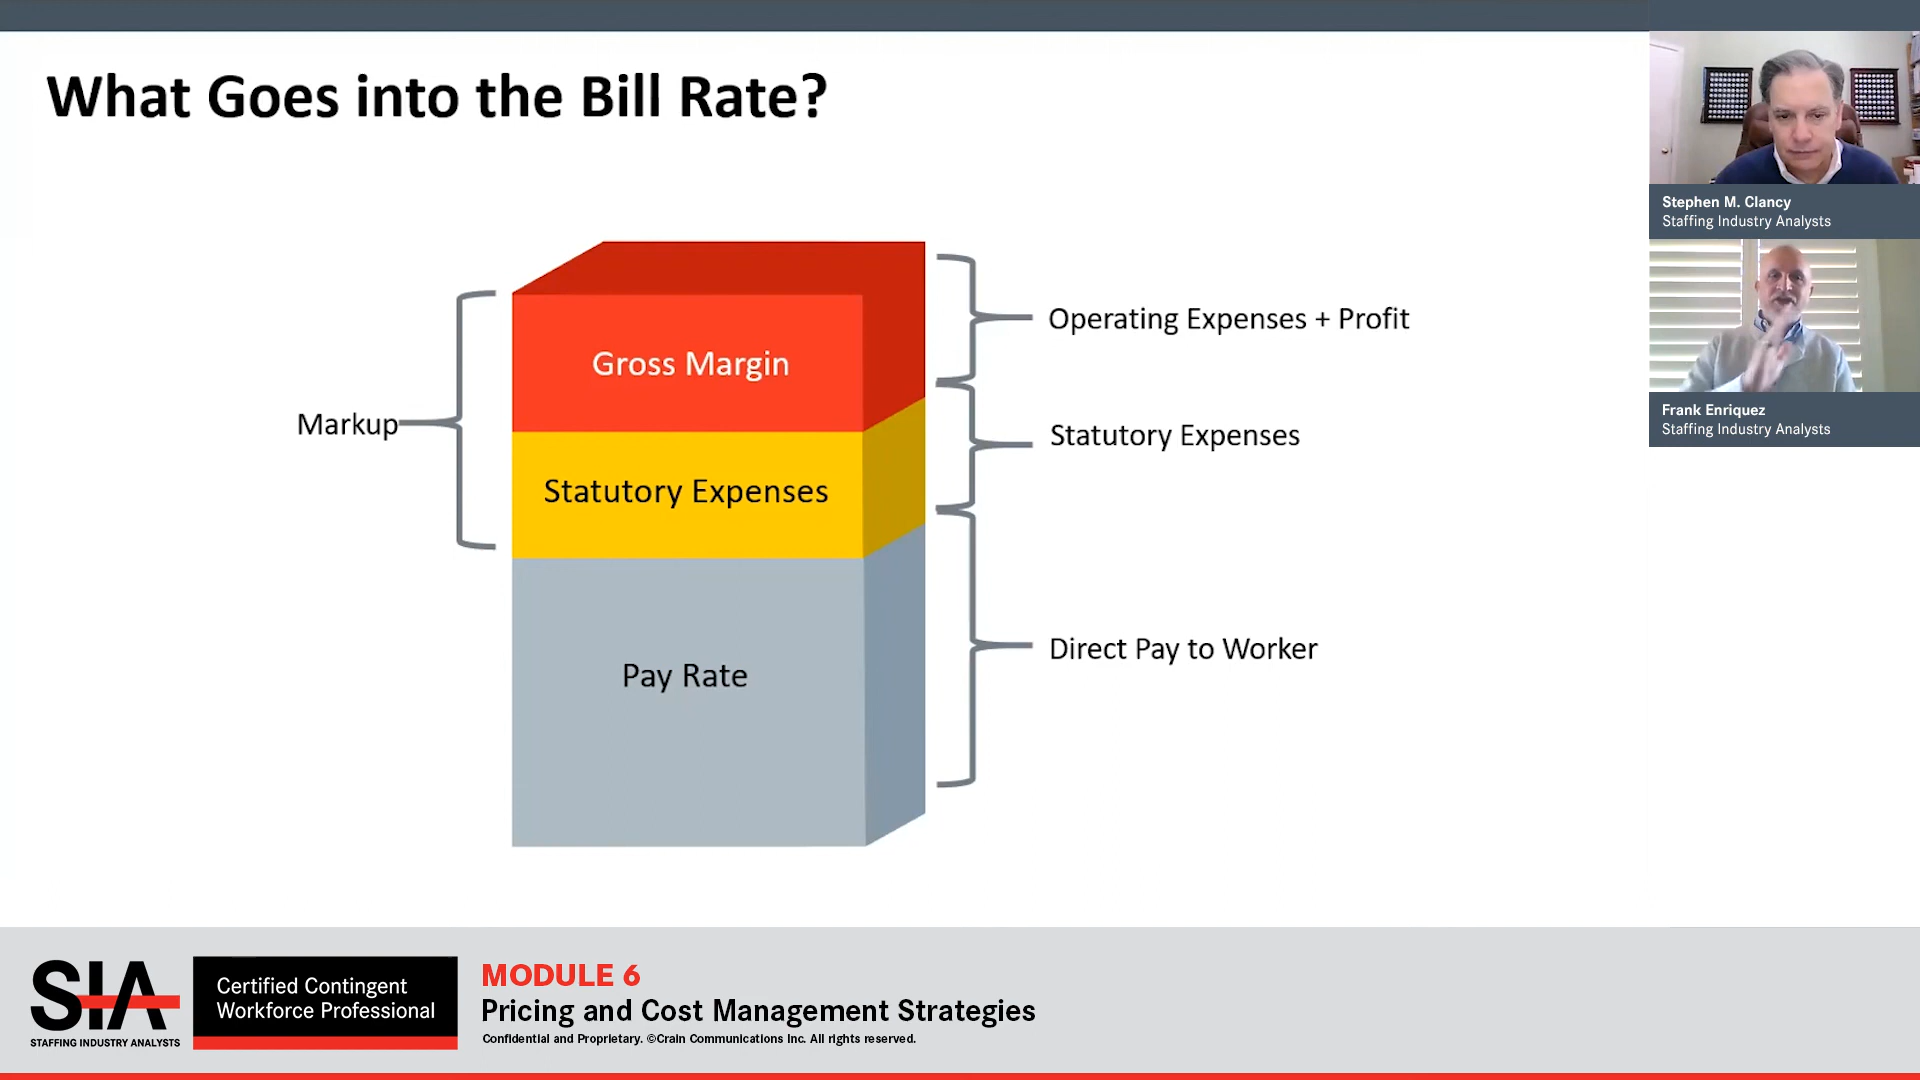 What Goes into the Bill Rate?
Markup
Gross Margin
Statutory Expenses
Pay Rate
Operating Expenses + Profit
Statutory Expenses
Direct Pay to Worker
Stephen M. Clancy
Staffing Industry Analysts
Frank Enriquez
Staffing Industry Analysts
SIA
STAFFING INDUSTRY ANALYSTS
Certified Contingent
Workforce Professional
MODULE 6
Pricing and Cost Management Strategies
Confidential and Proprietary. ©Crain Communications Inc. All rights reserved.